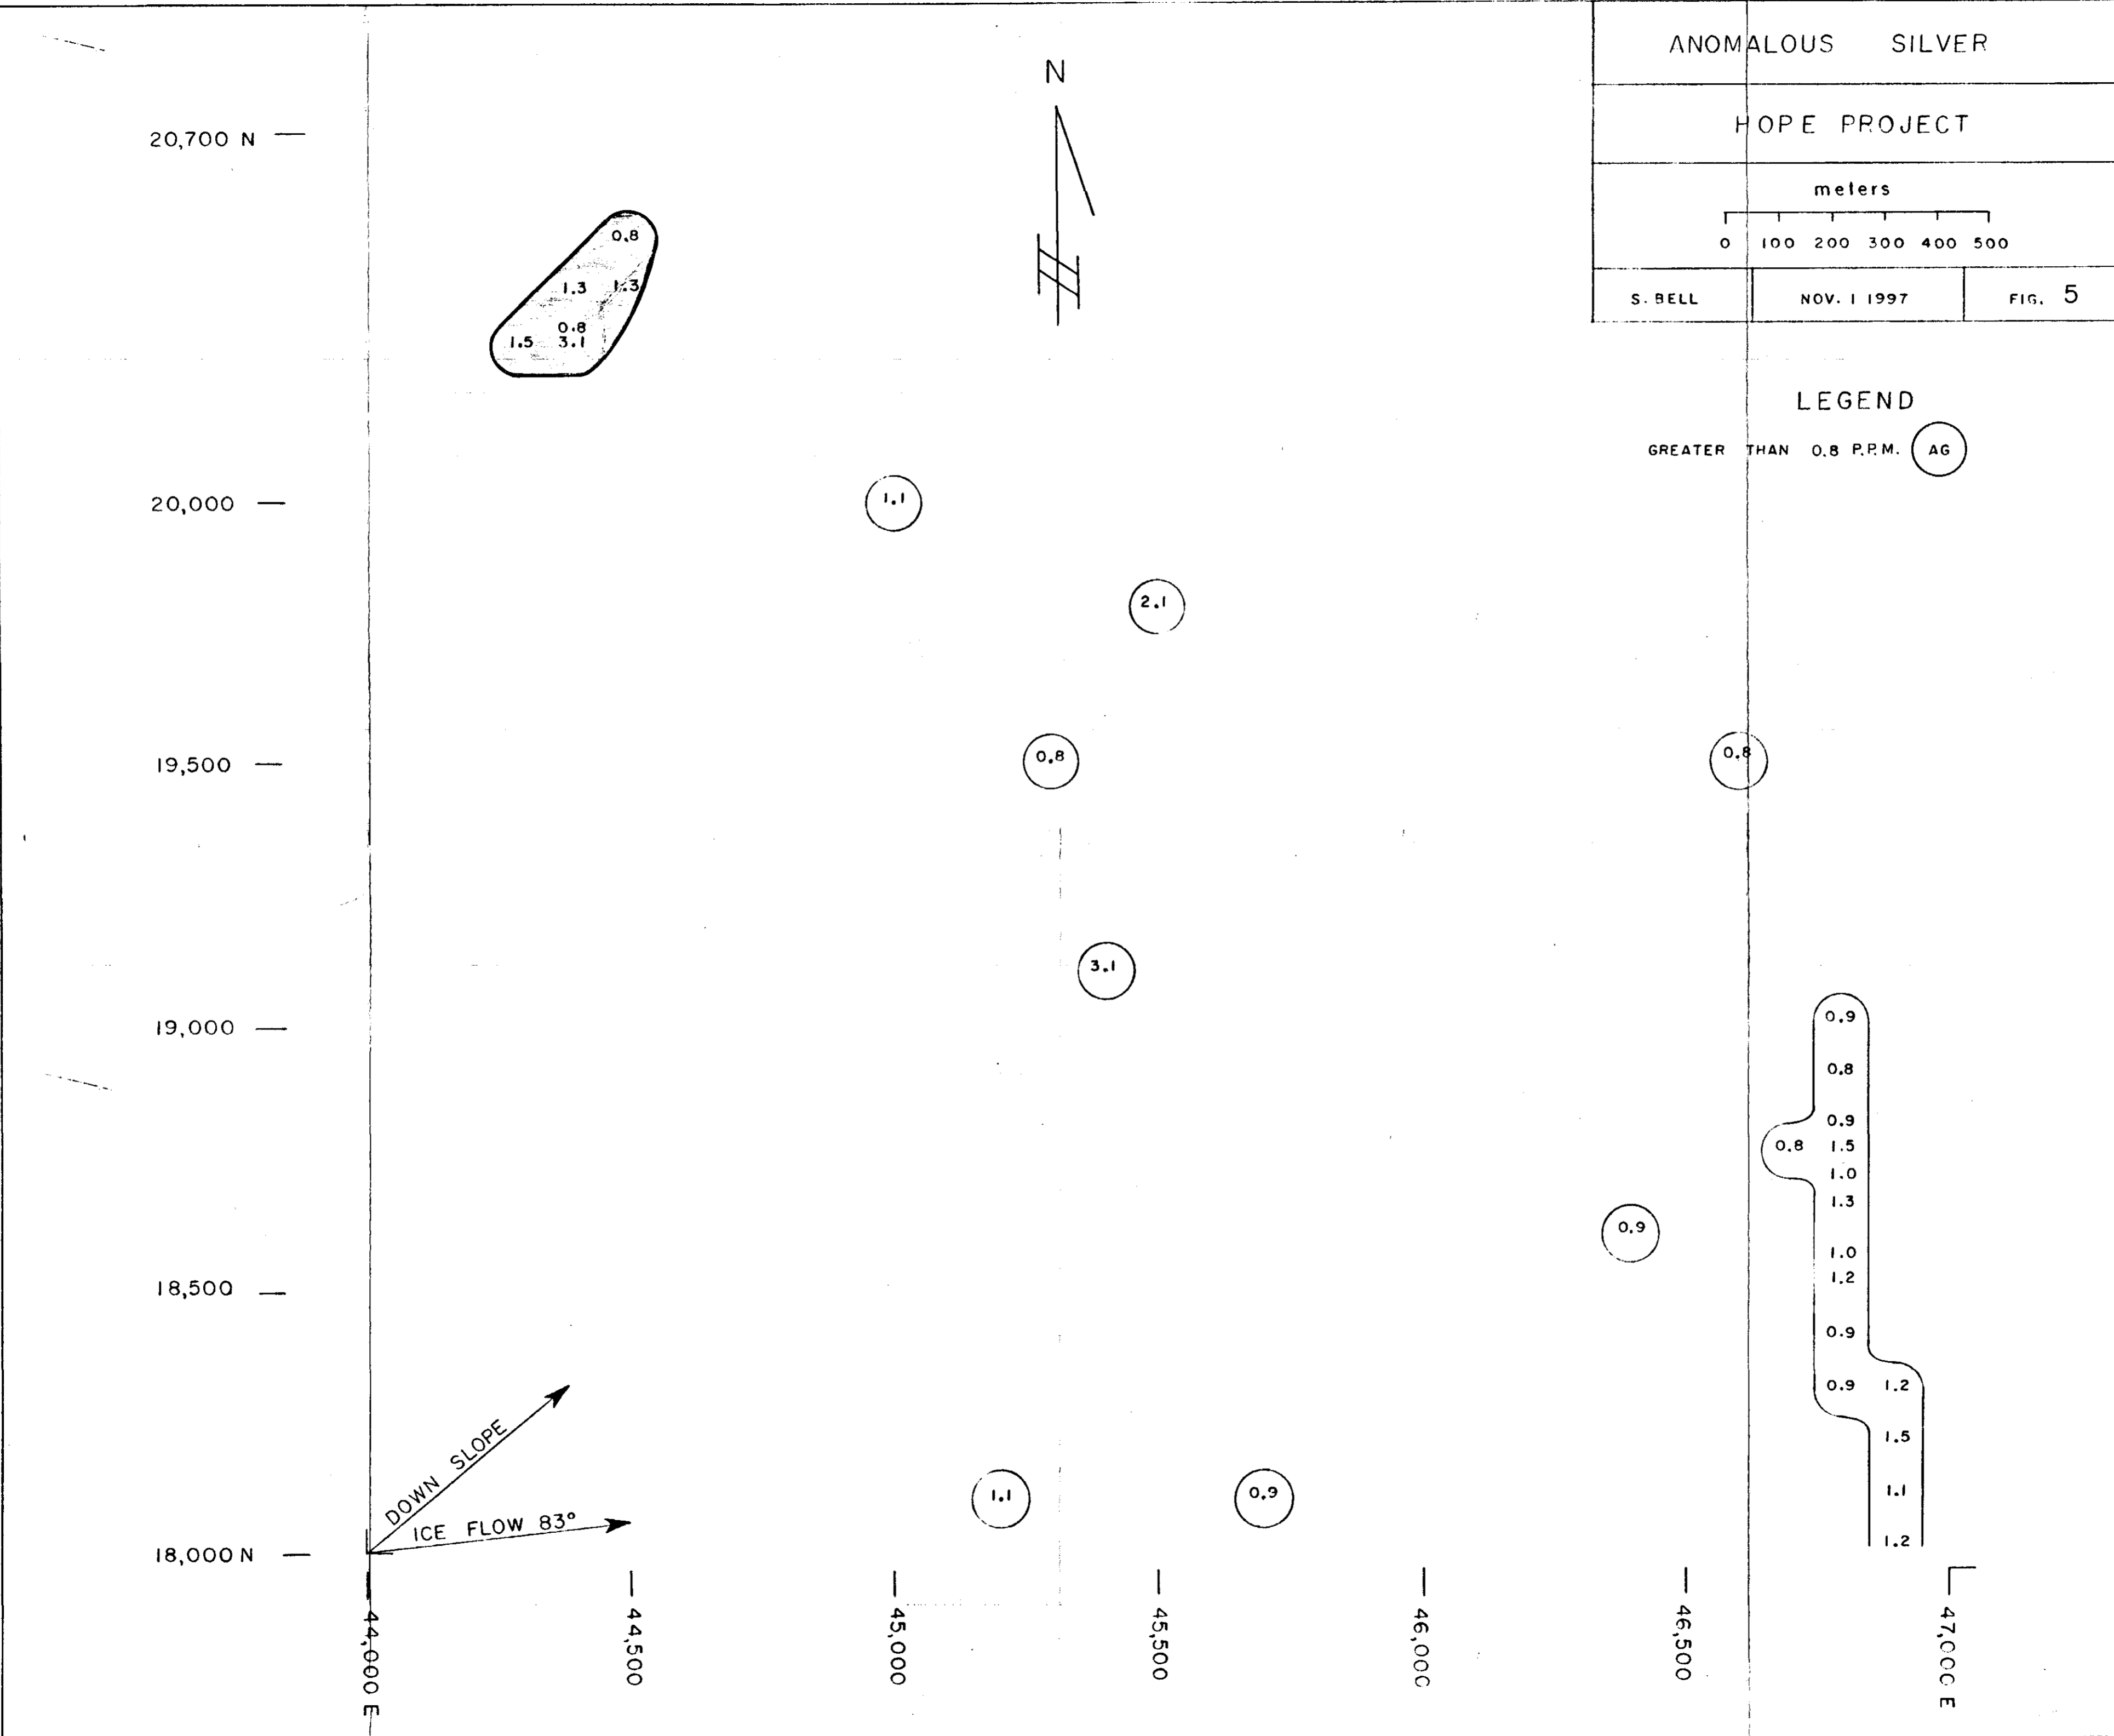 ANOMALOUS SILVER
HOPE PROJECT
meters
0 100 200 300 400 500
S. BELL NOV. 1 1997 FIG. 5
LEGEND
GREATER THAN 0.8 P.P.M. AG
N
20,700 N
20,000
19,500
19,000
18,500
18,000 N
0.8
1.3 1.3
0.8
1.5 3.1
1.1
2.1
0.8
0.8
3.1
0.9
0.8
0.9
0.8 1.5
1.0
1.3
0.9
1.0
1.2
0.9
0.9 1.2
1.5
1.1
1.2
1.1
0.9
DOWN SLOPE
ICE FLOW 83°
44,000 E
44,500
45,000
45,500
46,000
46,500
47,000 E